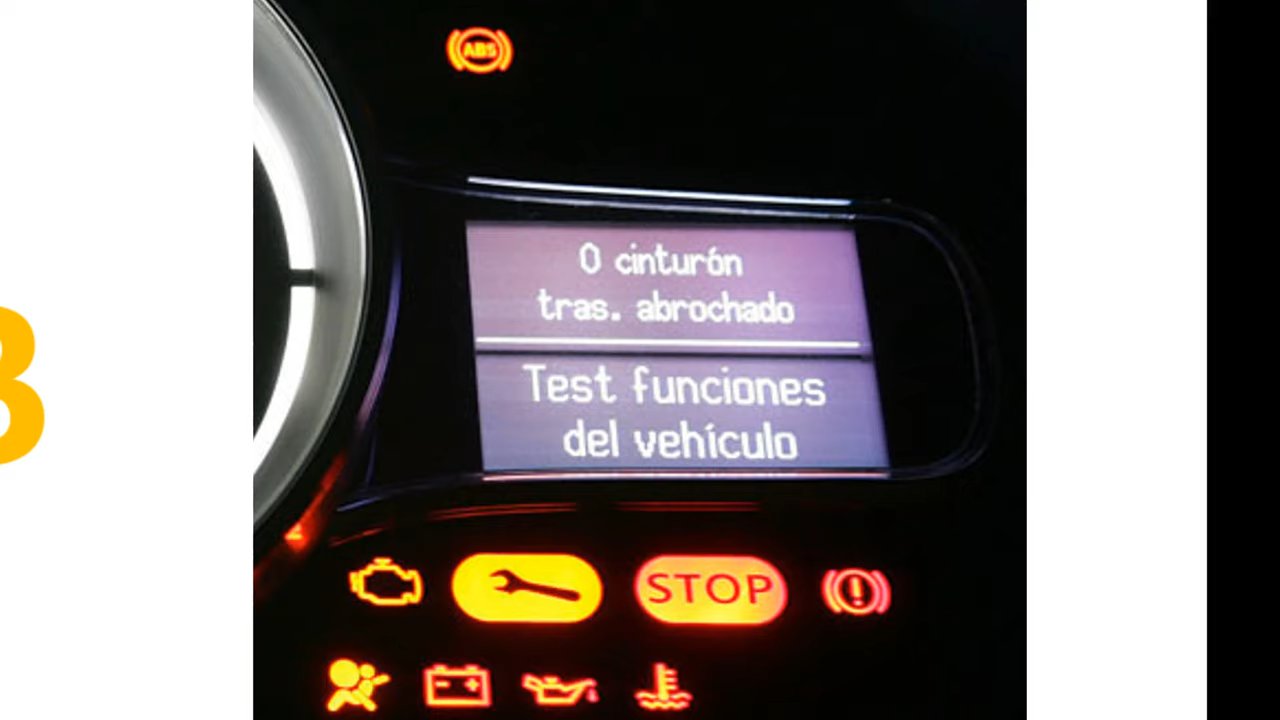 ABS
0 cinturón
tras. abrochado
Test funciones
del vehículo
STOP